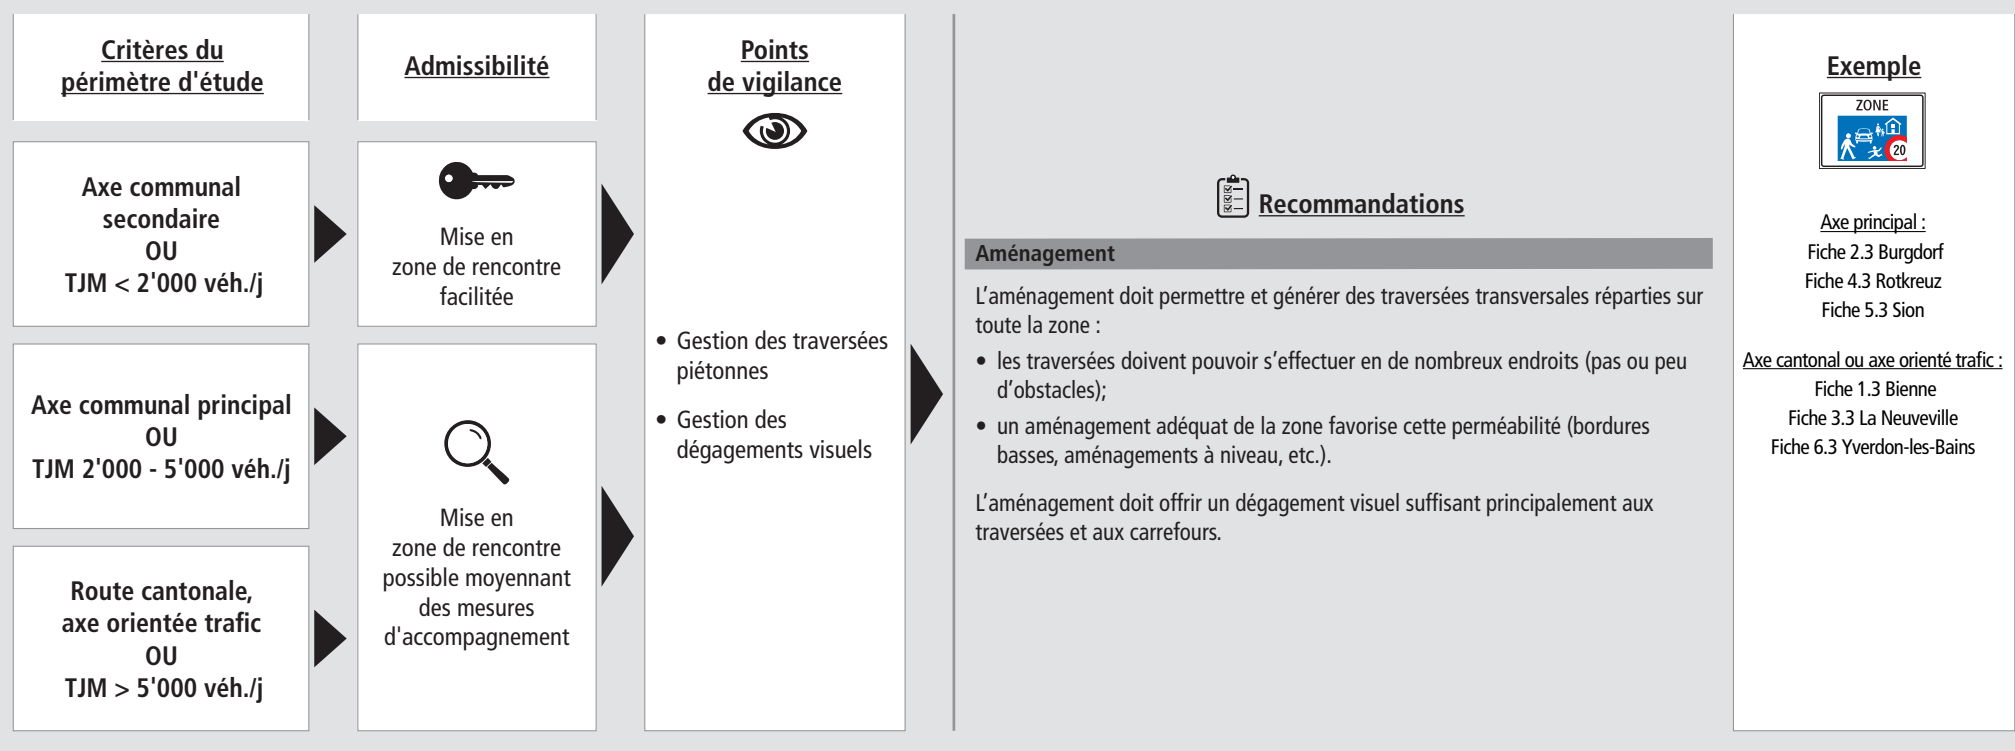 Critères du
périmètre d'étude
Axe communal
secondaire
OU
TJM < 2'000 véh./j
Axe communal principal
OU
TJM 2'000 - 5'000 véh./j
Route cantonale,
axe orientée trafic
OU
TJM > 5'000 véh./j
Admissibilité
Mise en
zone de rencontre
facilitée
Mise en
zone de rencontre
possible moyennant
des mesures
d'accompagnement
Points
de vigilance
• Gestion des traversées
piétonnes
• Gestion des
dégagements visuels
Recommandations
Aménagement
L'aménagement doit permettre et générer des traversées transversales réparties sur
toute la zone :
• les traversées doivent pouvoir s'effectuer en de nombreux endroits (pas ou peu
d'obstacles);
• un aménagement adéquat de la zone favorise cette perméabilité (bordures
basses, aménagements à niveau, etc.).
L'aménagement doit offrir un dégagement visuel suffisant principalement aux
traversées et aux carrefours.
Exemple
ZONE
20
Axe principal :
Fiche 2.3 Burgdorf
Fiche 4.3 Rotkreuz
Fiche 5.3 Sion
Axe cantonal ou axe orienté trafic :
Fiche 1.3 Bienne
Fiche 3.3 La Neuveville
Fiche 6.3 Yverdon-les-Bains